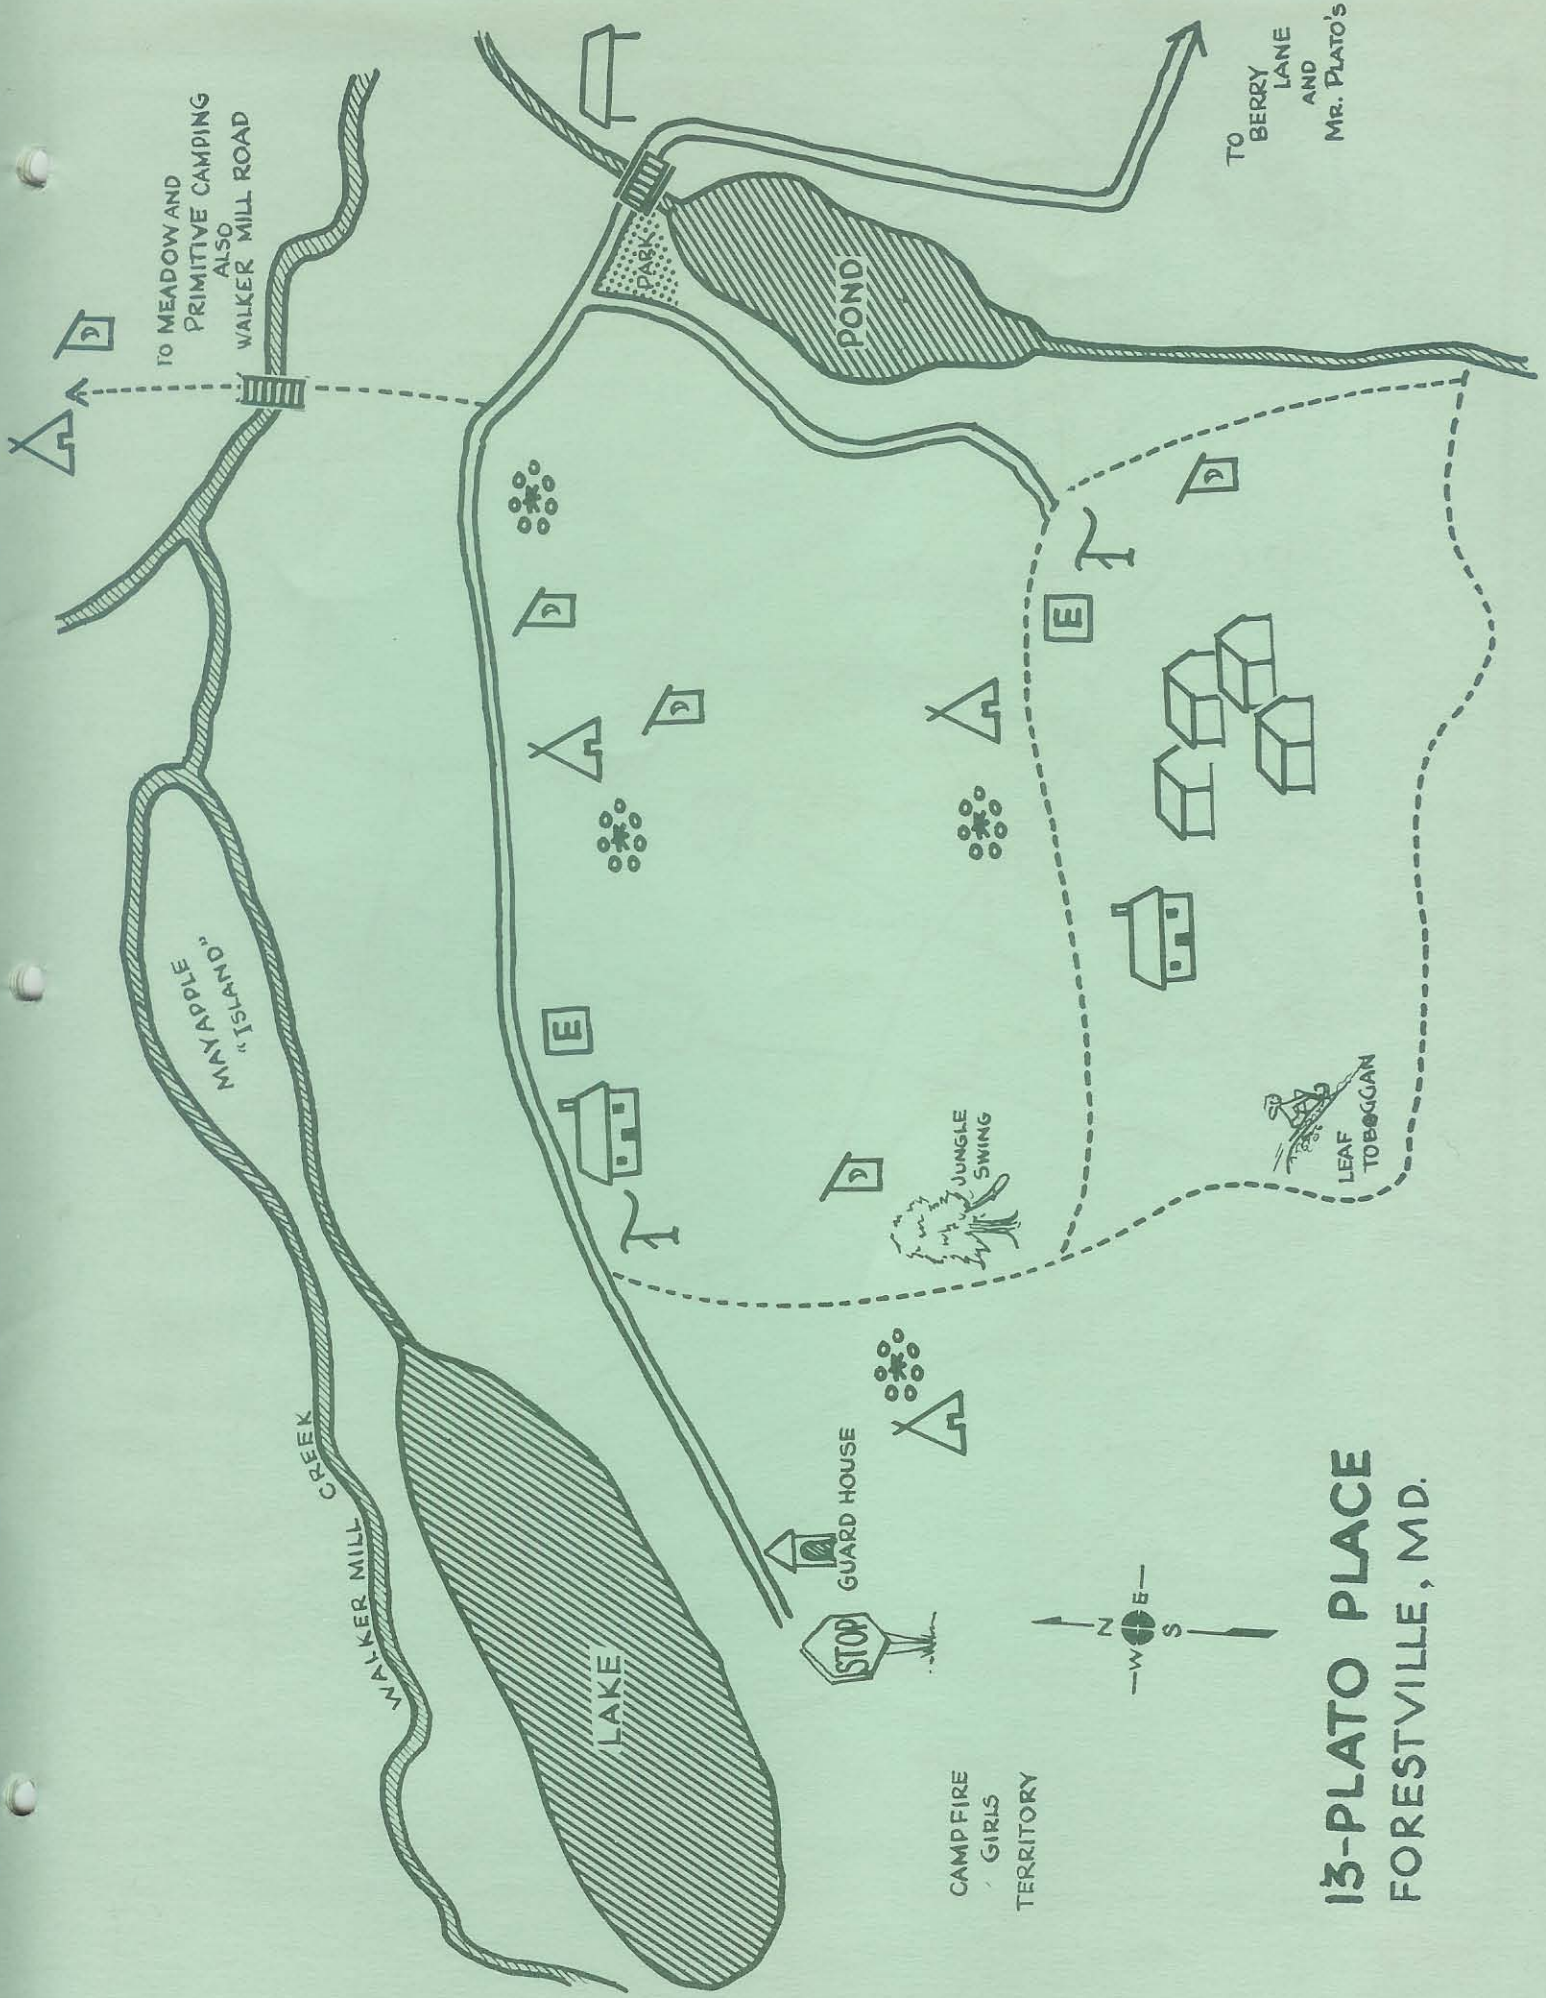 TO MEADOW AND
PRIMITIVE CAMPING
ALSO
WALKER MILL ROAD
MAYAPPLE
"ISLAND"
WALKER MILL CREEK
LAKE
E
PARK
POND
STOP
GUARD HOUSE
JUNGLE
SWING
E
CAMPFIRE
GIRLS
TERRITORY
N
W E
S
TO
BERRY
LANE
AND
MR. PLATO'S
LEAF
TOBOGGAN
13-PLATO PLACE
FORESTVILLE, MD.